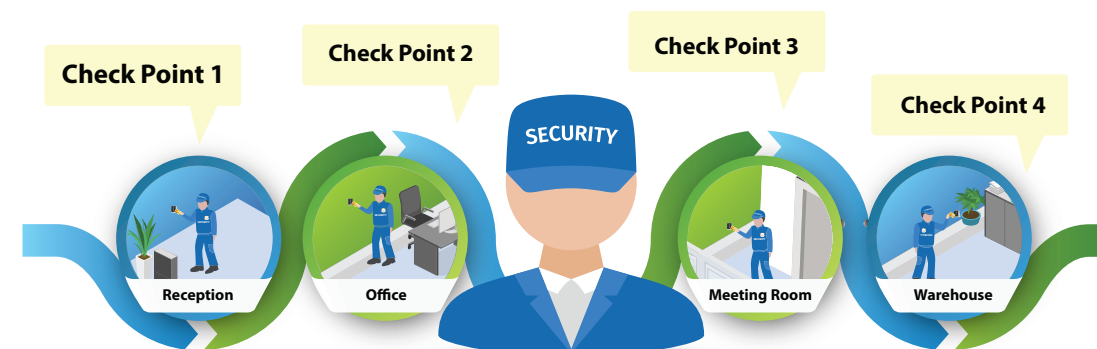 Check Point 1
Check Point 2
Check Point 3
Check Point 4
SECURITY
Reception
Office
Meeting Room
Warehouse